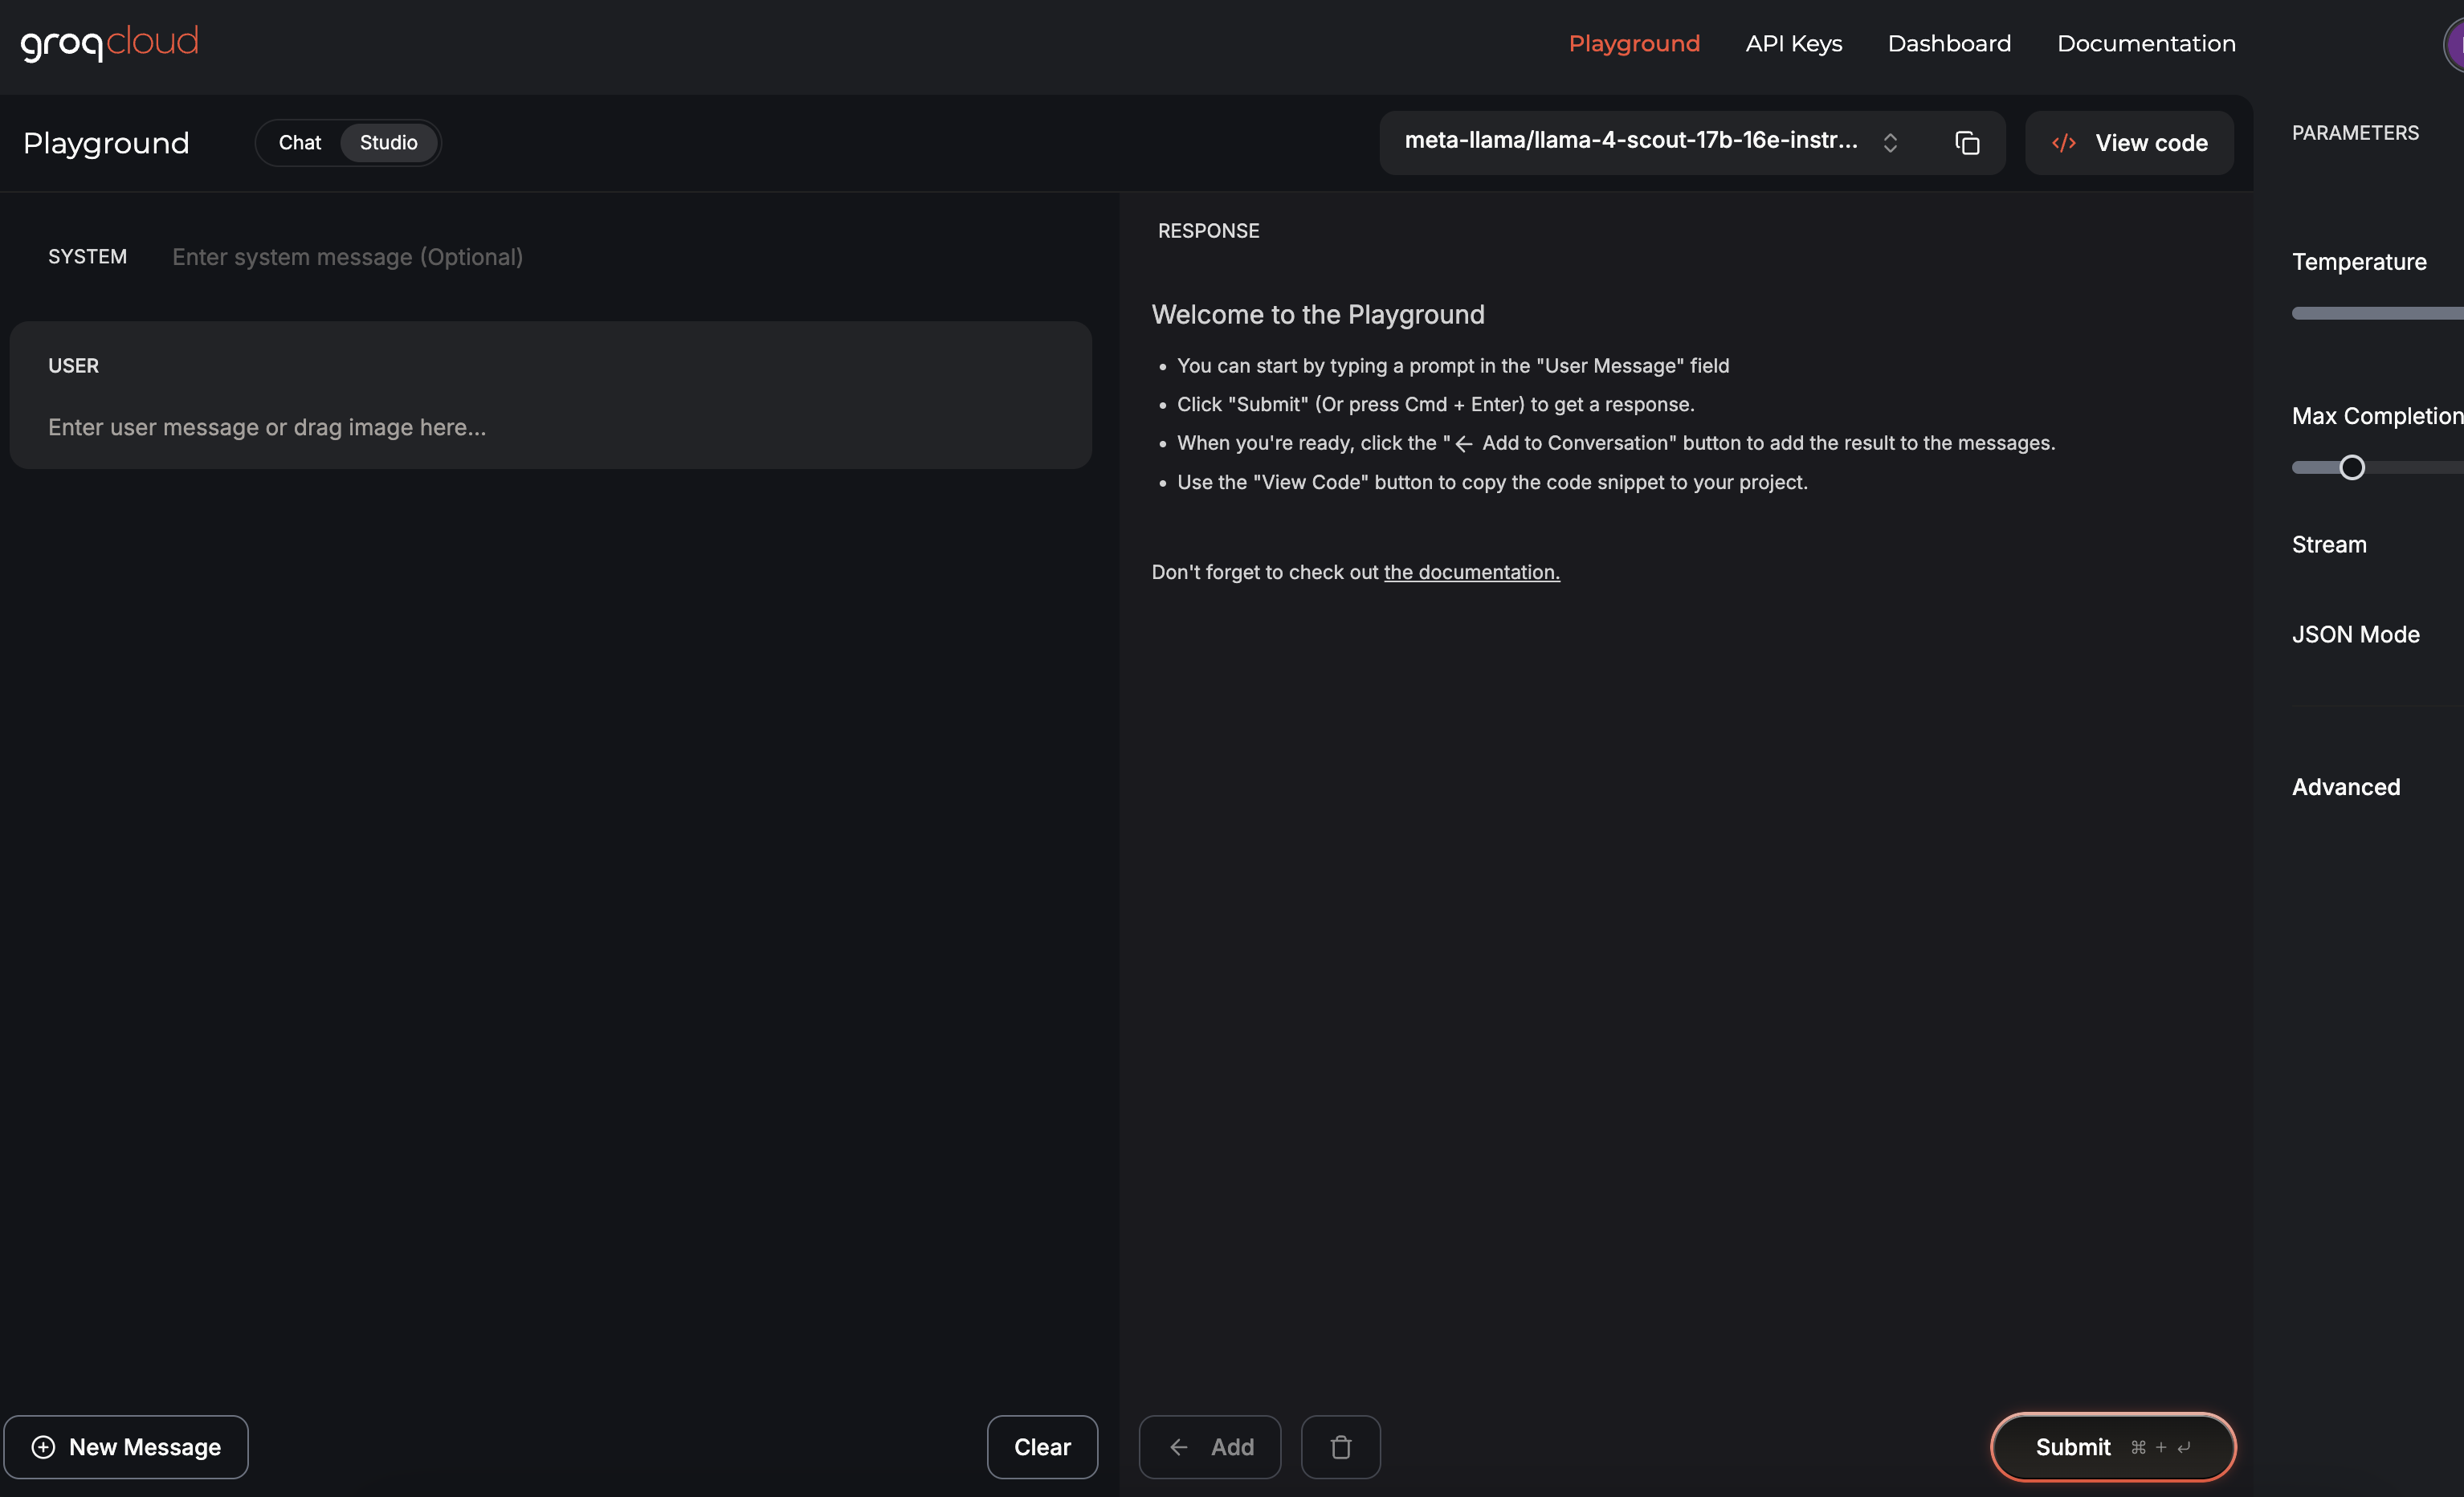 groqcloud
Playground API Keys Dashboard Documentation
Playground Chat Studio meta-llama/llama-4-scout-17b-16e-instr... View code
PARAMETERS
SYSTEM Enter system message (Optional)
USER
Enter user message or drag image here...
RESPONSE
Welcome to the Playground
• You can start by typing a prompt in the "User Message" field
• Click "Submit" (Or press Cmd + Enter) to get a response.
• When you're ready, click the "← Add to Conversation" button to add the result to the messages.
• Use the "View Code" button to copy the code snippet to your project.
Don't forget to check out the documentation.
Temperature
Max Completion
Stream
JSON Mode
Advanced
New Message Clear ← Add Submit ⌘ + ↵